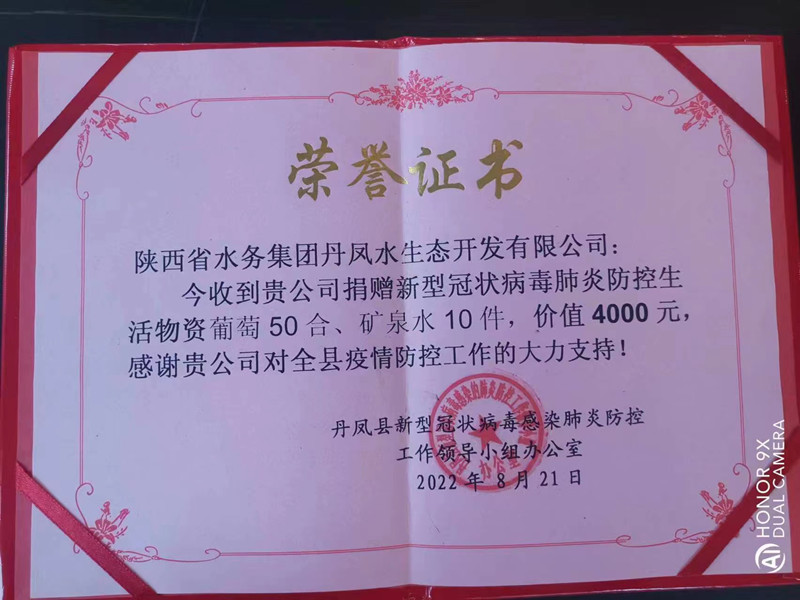 荣誉证书
陕西省水务集团丹凤水生态开发有限公司：
今收到贵公司捐赠新型冠状病毒肺炎防控生
活物资葡萄50合、矿泉水10件，价值4000元，
感谢贵公司对全县疫情防控工作的大力支持！
丹凤县新型冠状病毒感染肺炎防控
工作领导小组办公室
2022年8月21日
HONOR 9X
DUAL CAMERA